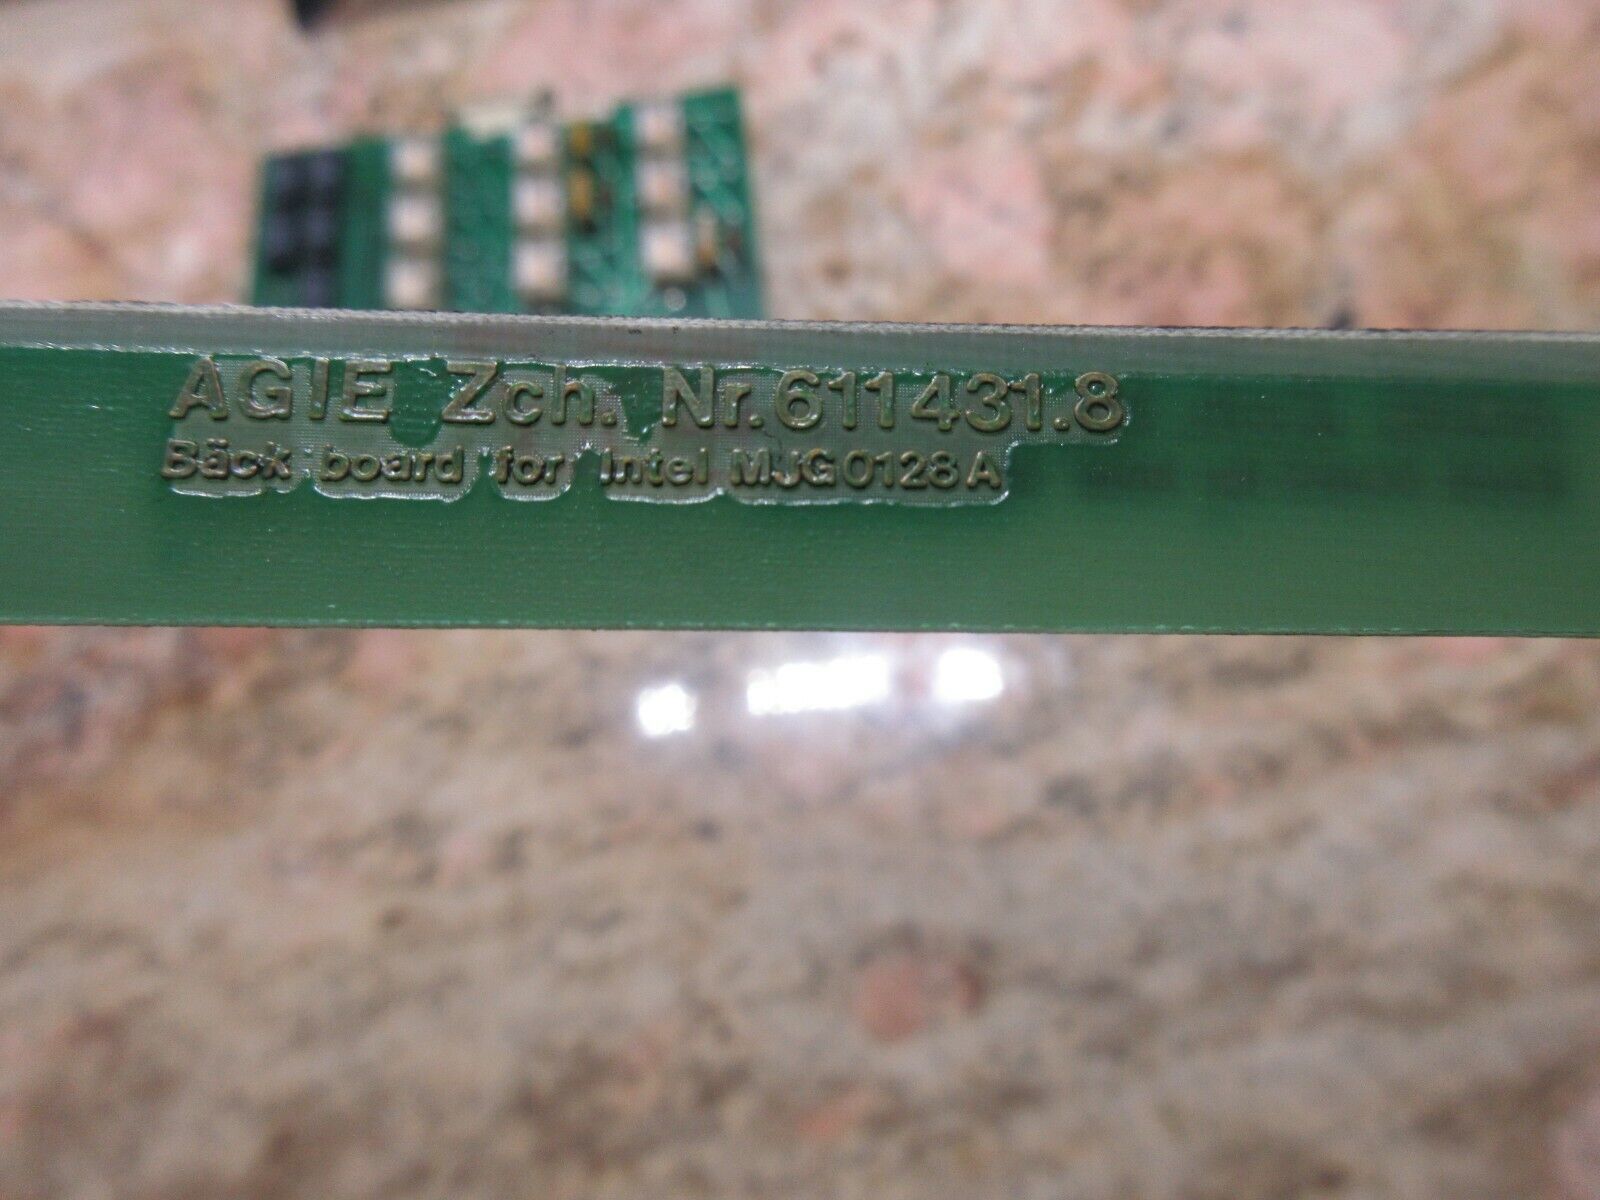 AGIE Zch. Nr.611431.8
Bäck board for Intel MJG0128A